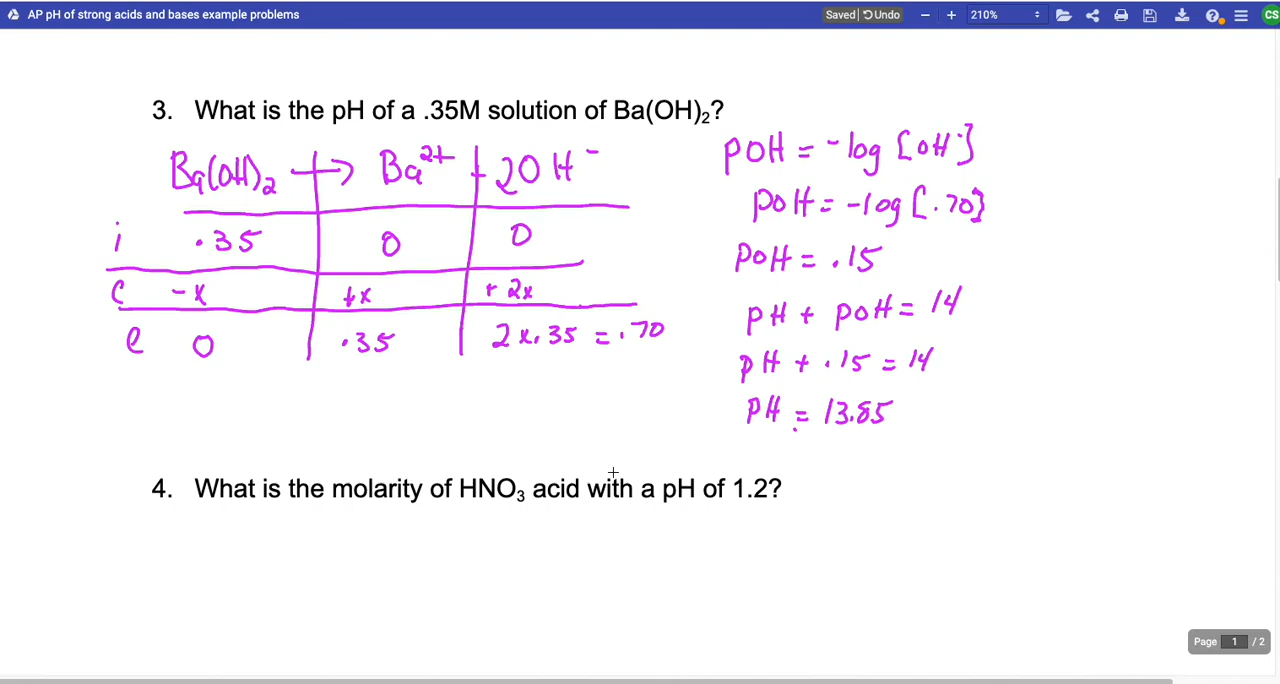 AP pH of strong acids and bases example problems
Saved Undo
− + 210%
CS
3. What is the pH of a .35M solution of Ba(OH)₂?
Ba(OH)₂ → Ba²⁺ + 2OH⁻
i .35 0 0
C -x +x + 2x
e 0 .35 2 x .35 = .70
pOH = -log [OH⁻]
pOH = -log [.70]
pOH = .15
pH + pOH = 14
pH + .15 = 14
pH = 13.85
4. What is the molarity of HNO₃ acid with a pH of 1.2?
Page 1 / 2